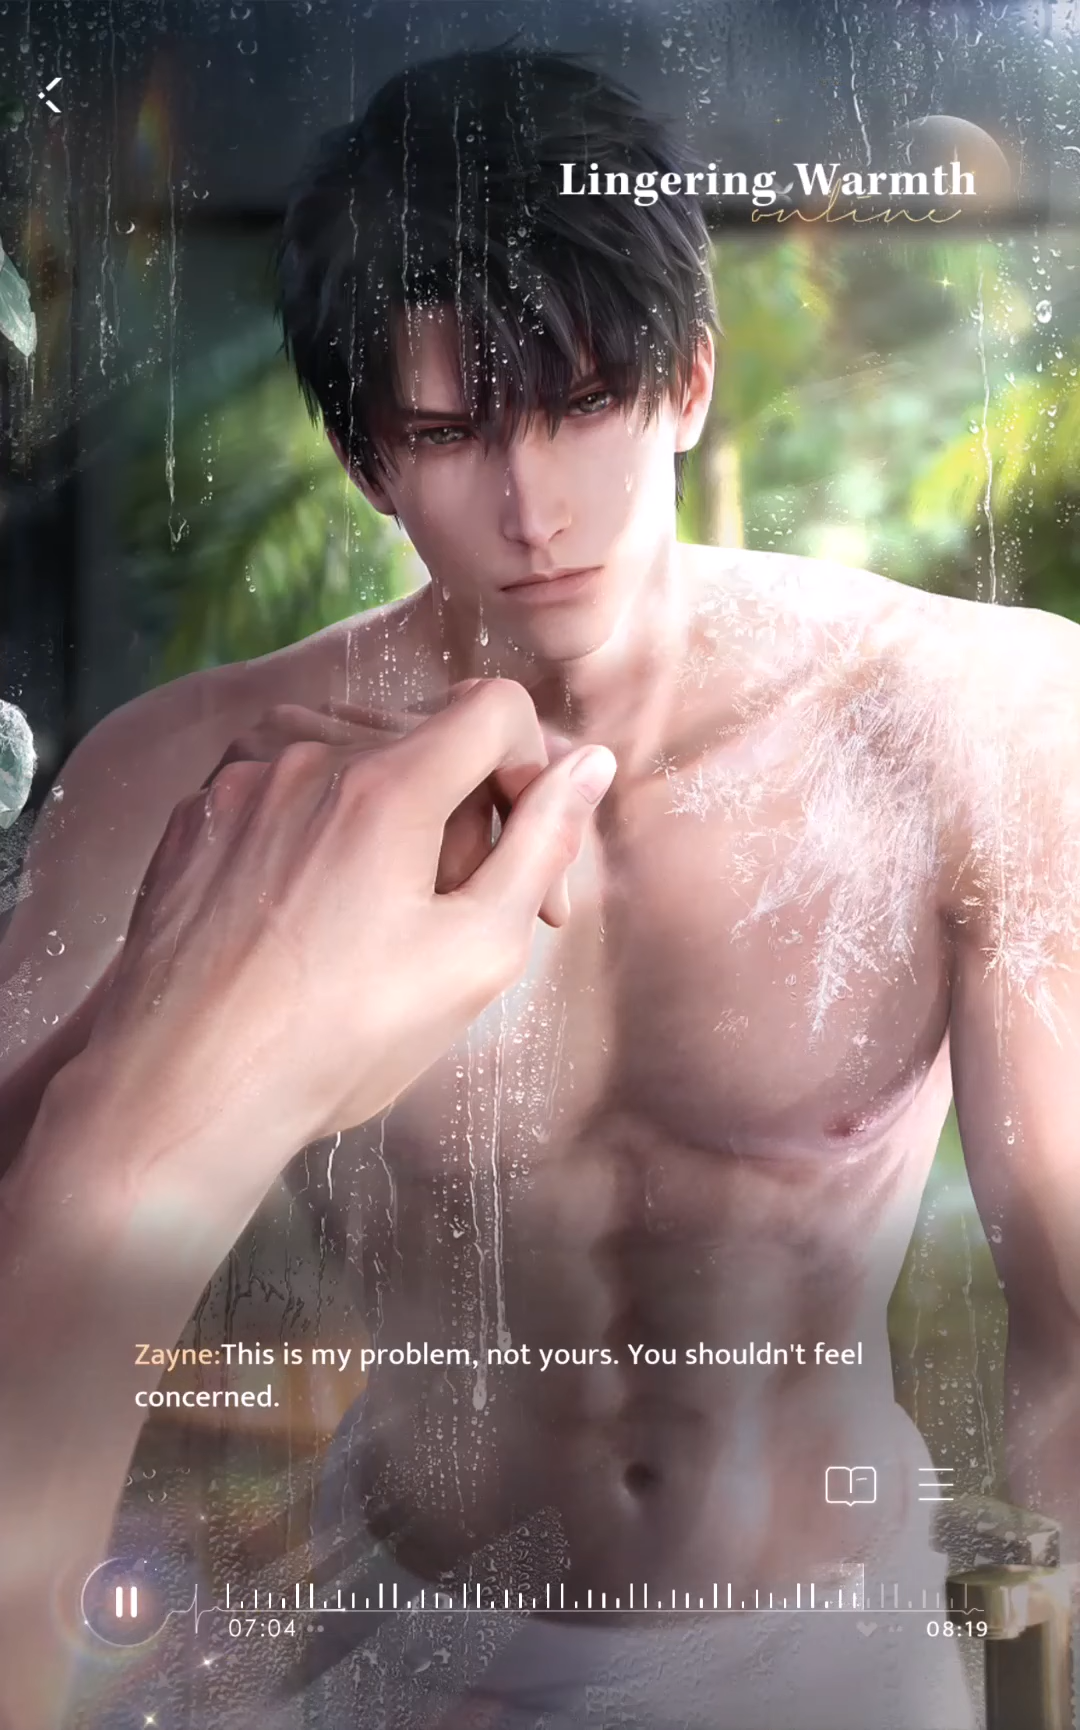 Lingering Warmth
online
Zayne:This is my problem, not yours. You shouldn't feel
concerned.
07:04
08:19